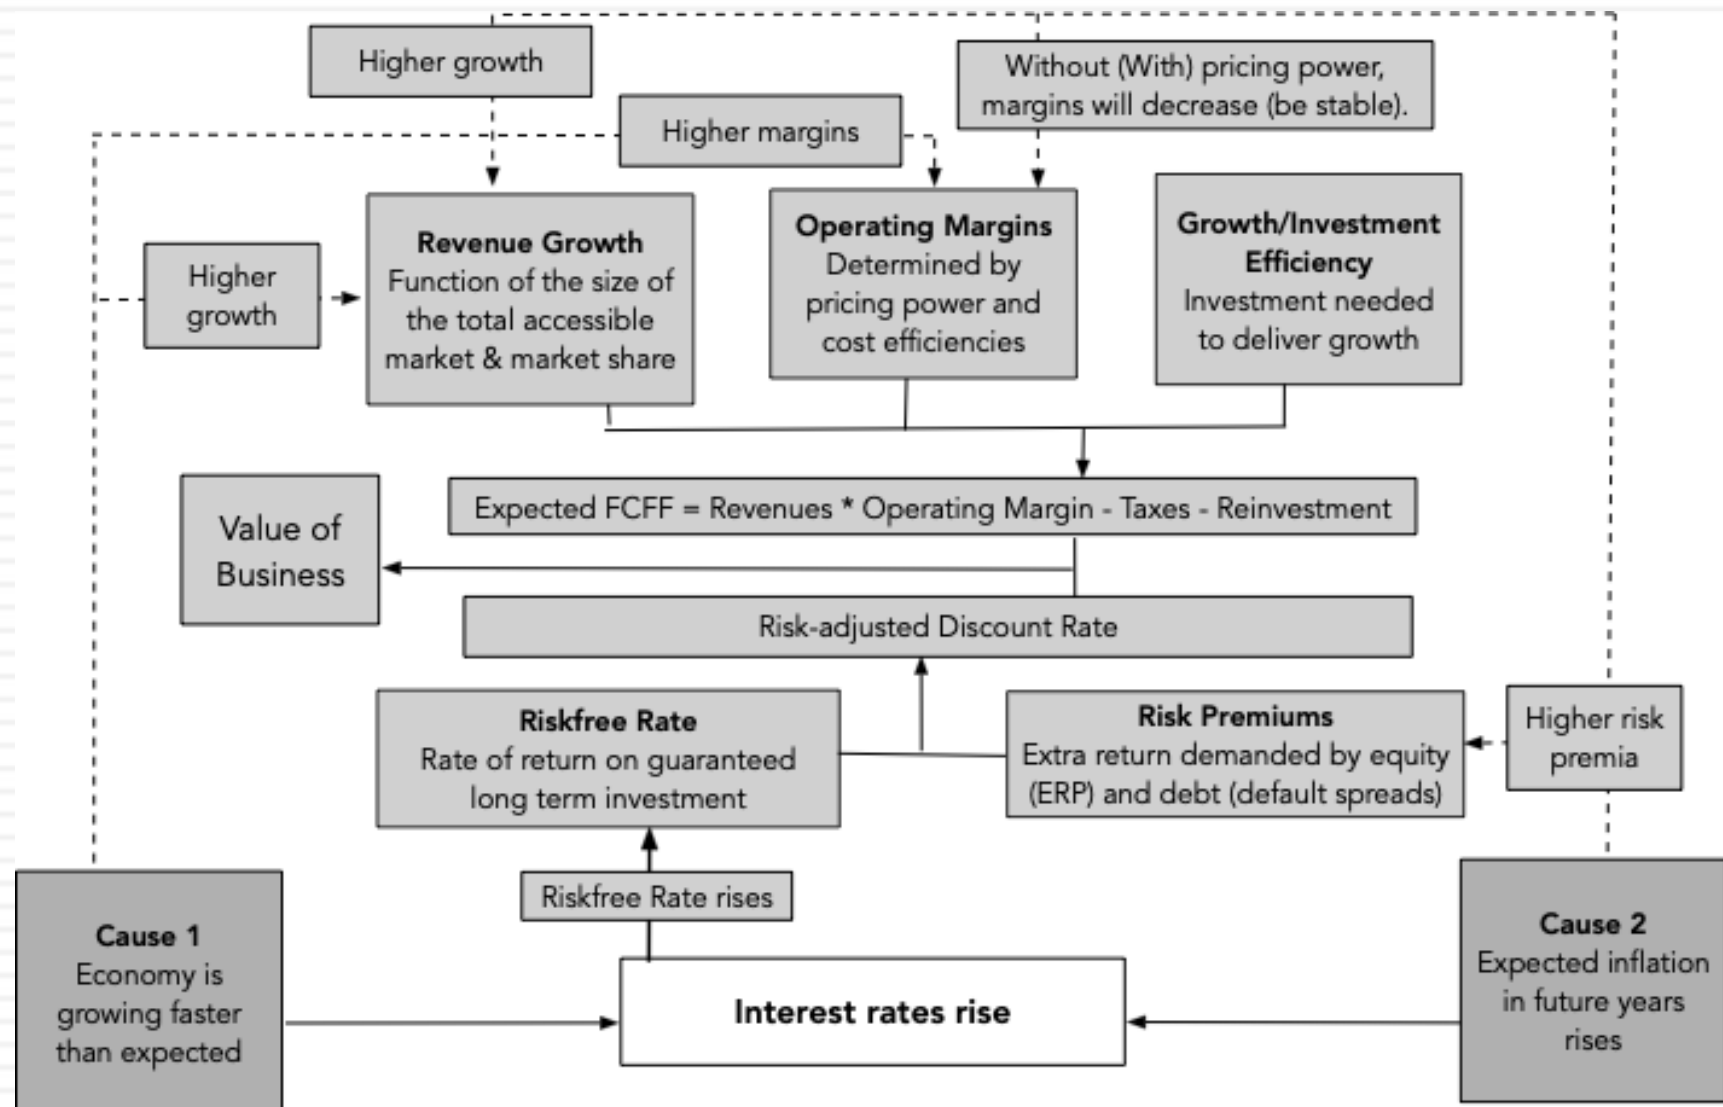 Higher growth
Without (With) pricing power,
margins will decrease (be stable).
Higher margins
Higher
growth
Revenue Growth
Function of the size of
the total accessible
market & market share
Operating Margins
Determined by
pricing power and
cost efficiencies
Growth/Investment
Efficiency
Investment needed
to deliver growth
Expected FCFF = Revenues * Operating Margin - Taxes - Reinvestment
Value of
Business
Risk-adjusted Discount Rate
Riskfree Rate
Rate of return on guaranteed
long term investment
Risk Premiums
Extra return demanded by equity
(ERP) and debt (default spreads)
Higher risk
premia
Riskfree Rate rises
Cause 1
Economy is
growing faster
than expected
Interest rates rise
Cause 2
Expected inflation
in future years
rises